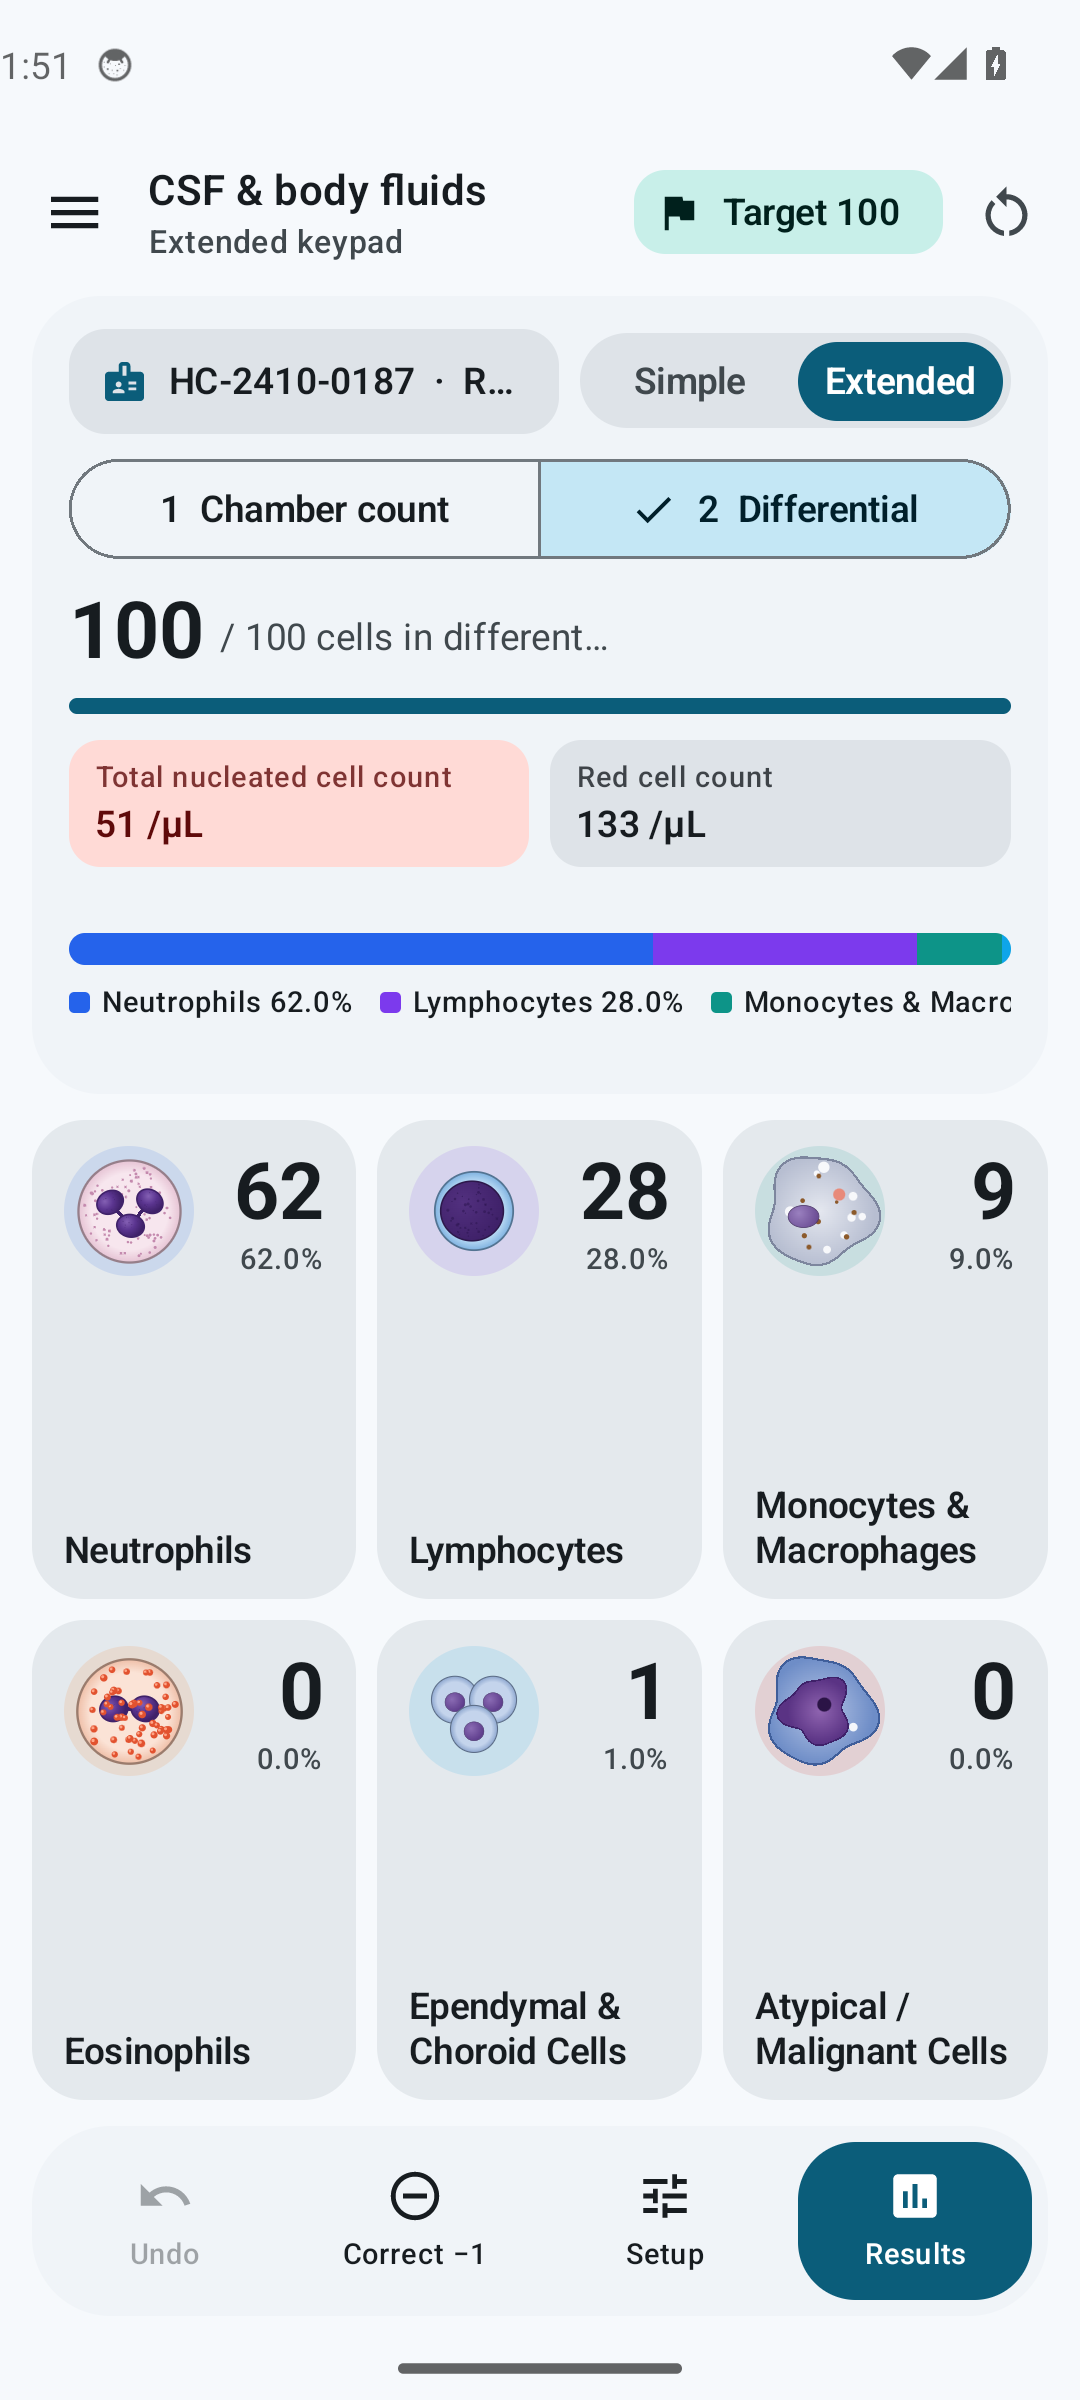 1:51
CSF & body fluids
Extended keypad
Target 100
HC-2410-0187 · R…
Simple
Extended
1 Chamber count
2 Differential
100 / 100 cells in different…
Total nucleated cell count
51 /µL
Red cell count
133 /µL
Neutrophils 62.0%
Lymphocytes 28.0%
Monocytes & Macro
62
62.0%
Neutrophils
28
28.0%
Lymphocytes
9
9.0%
Monocytes &
Macrophages
0
0.0%
Eosinophils
1
1.0%
Ependymal &
Choroid Cells
0
0.0%
Atypical /
Malignant Cells
Undo
Correct −1
Setup
Results